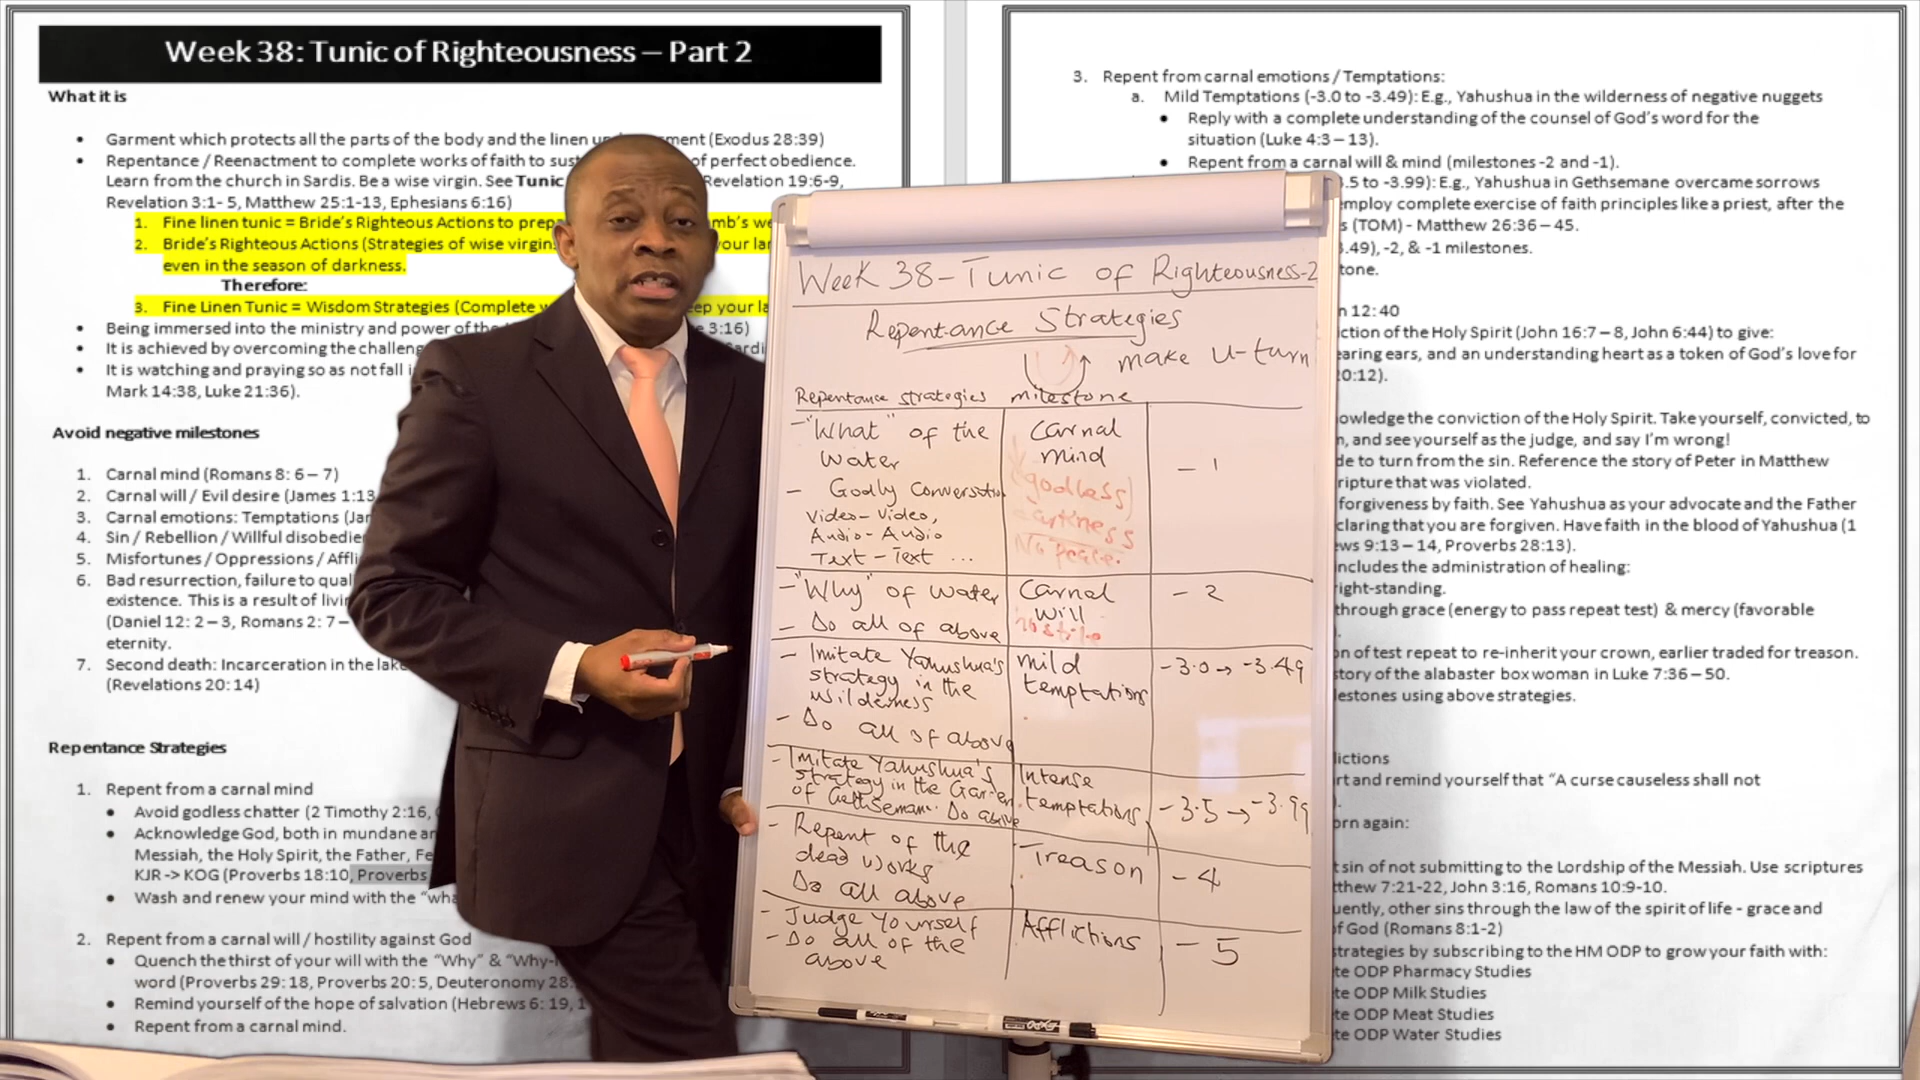 Week 38: Tunic of Righteousness – Part 2
What it is
• Garment which protects all the parts of the body and the linen (Exodus 28:39)
• Repentance / Reenactment to complete works of faith to of perfect obedience.
Learn from the church in Sardis. Be a wise virgin. See Tunic Revelation 19:6-9,
Revelation 3:1- 5, Matthew 25:1-13, Ephesians 6:16)
1. Fine linen tunic = Bride's Righteous Actions to
2. Bride's Righteous Actions (Strategies of wise virgin
even in the season of darkness.
Therefore:
3. Fine Linen Tunic = Wisdom Strategies (Complete your
• Being immersed into the ministry and power of 3:16)
• It is achieved by overcoming the
• It is watching and praying so as not fall
Mark 14:38, Luke 21:36).
Avoid negative milestones
1. Carnal mind (Romans 8: 6 – 7)
2. Carnal will / Evil desire (James 1:13
3. Carnal emotions: Temptations
4. Sin / Rebellion / Willful
5. Misfortunes / Oppressions /
6. Bad resurrection, failure to
existence. This is a result of
(Daniel 12: 2 – 3, Romans 2: 7 –
eternity.
7. Second death: Incarceration in the
(Revelations 20: 14)
Repentance Strategies
1. Repent from a carnal mind
• Avoid godless chatter (2 Timothy 2:16,
• Acknowledge God, both in mundane
Messiah, the Holy Spirit, the Father,
KJR -> KOG (Proverbs 18:10, Proverbs
• Wash and renew your mind with the
2. Repent from a carnal will / hostility against God
• Quench the thirst of your will with the "Why" &
word (Proverbs 29: 18, Proverbs 20: 5, Deuteronomy 28:
• Remind yourself of the hope of salvation (Hebrews 6: 19,
• Repent from a carnal mind.
Week 38-Tunic of Righteousness-2
Repentance Strategies
make U-turn
Repentance strategies milestone
- "What" of the water
- Godly Conversation
Video-Video,
Audio-Audio
Text-Text ...
Carnal mind
(godless)
darkness
No peace.
- 1
- "Why" of water
- Do all of above
Carnal will
hostile
- 2
- Imitate Yahushua's
strategy in the
wilderness
- Do all of above
mild
temptations
-3.0 → -3.49
- Imitate Yahushua's
strategy in the Garden
of Gethsemane. Do above
Intense
temptations
-3.5 → -3.99
- Repent of the
dead works
Do all above
Treason
- 4
- Judge Yourself
- Do all of the
above
Afflictions
- 5
EXPO
3. Repent from carnal emotions / Temptations:
a. Mild Temptations (-3.0 to -3.49): E.g., Yahushua in the wilderness of negative nuggets
• Reply with a complete understanding of the counsel of God's word for the
situation (Luke 4:3 – 13).
• Repent from a carnal will & mind (milestones -2 and -1).
3.5 to -3.99): E.g., Yahushua in Gethsemane overcame sorrows
employ complete exercise of faith principles like a priest, after the
(TOM) - Matthew 26:36 – 45.
3.49), -2, & -1 milestones.
12: 40
of the Holy Spirit (John 16:7 – 8, John 6:44) to give:
ears, and an understanding heart as a token of God's love for
20:12).
the conviction of the Holy Spirit. Take yourself, convicted, to
and see yourself as the judge, and say I'm wrong!
to turn from the sin. Reference the story of Peter in Matthew
that was violated.
forgiveness by faith. See Yahushua as your advocate and the Father
that you are forgiven. Have faith in the blood of Yahushua (1
9:13 – 14, Proverbs 28:13).
includes the administration of healing:
right-standing.
through grace (energy to pass repeat test) & mercy (favorable
of test repeat to re-inherit your crown, earlier traded for treason.
story of the alabaster box woman in Luke 7:36 – 50.
using above strategies.
and remind yourself that "A curse causeless shall not
again:
sin of not submitting to the Lordship of the Messiah. Use scriptures
7:21-22, John 3:16, Romans 10:9-10.
other sins through the law of the spirit of life - grace and
of God (Romans 8:1-2)
strategies by subscribing to the HM ODP to grow your faith with:
ODP Pharmacy Studies
ODP Milk Studies
ODP Meat Studies
ODP Water Studies